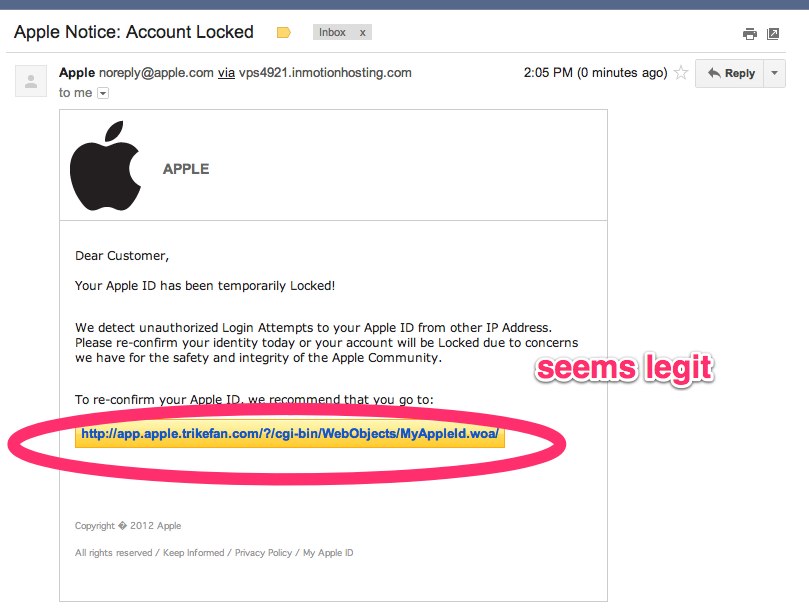 Apple Notice: Account Locked
Inbox x
Apple noreply@apple.com via vps4921.inmotionhosting.com
2:05 PM (0 minutes ago)
Reply
to me
APPLE
Dear Customer,
Your Apple ID has been temporarily Locked!
We detect unauthorized Login Attempts to your Apple ID from other IP Address.
Please re-confirm your identity today or your account will be Locked due to concerns
we have for the safety and integrity of the Apple Community.
seems legit
To re-confirm your Apple ID, we recommend that you go to:
http://app.apple.trikefan.com/?/cgi-bin/WebObjects/MyAppleId.woa/
Copyright � 2012 Apple
All rights reserved / Keep Informed / Privacy Policy / My Apple ID